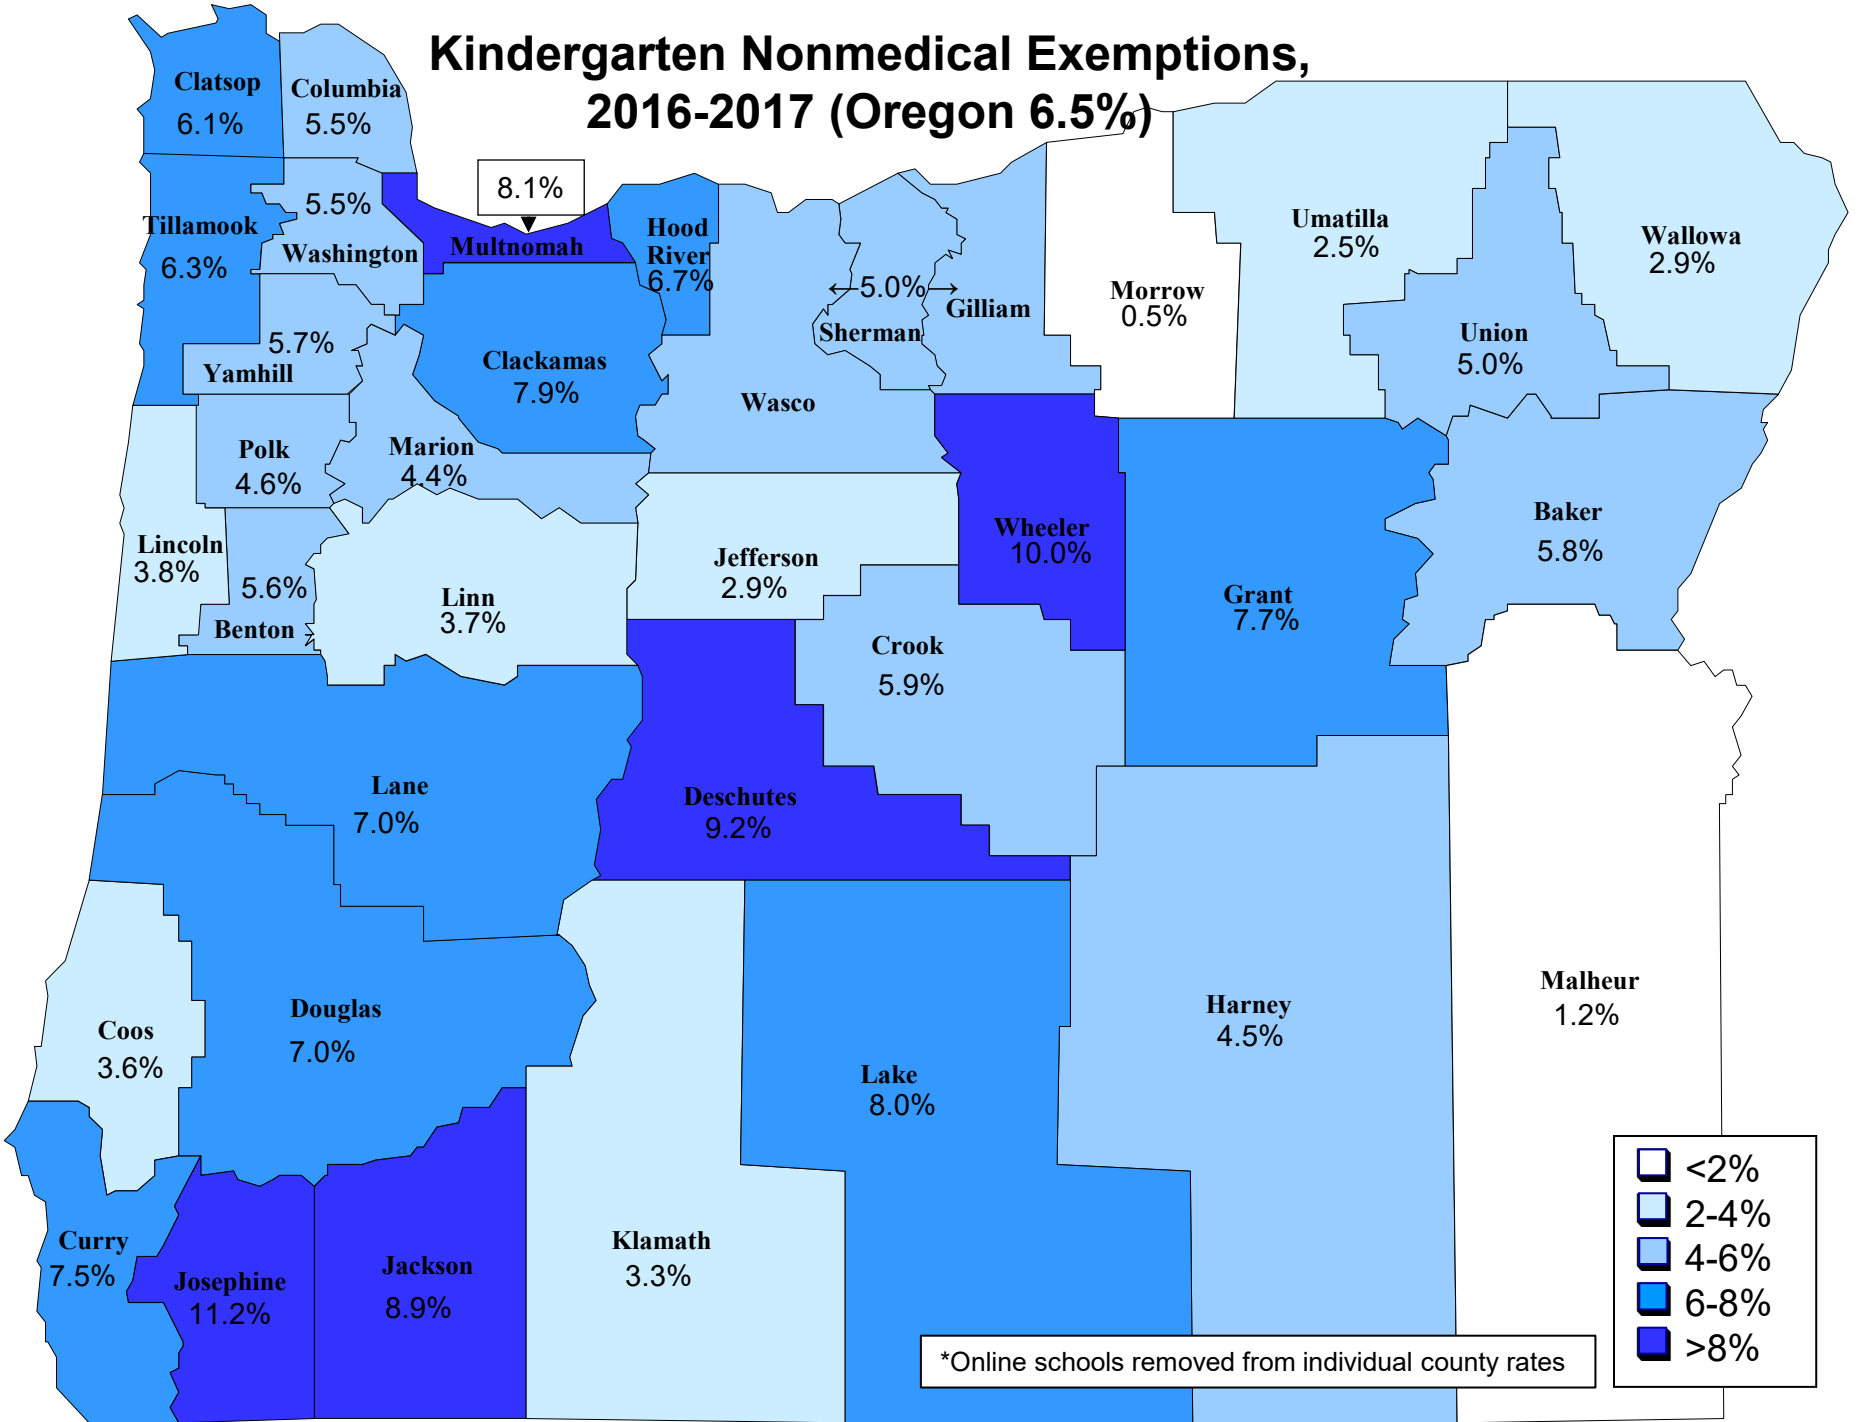 Kindergarten Nonmedical Exemptions,
2016-2017 (Oregon 6.5%)
Clatsop
6.1%
Columbia
5.5%
8.1%
Multnomah
Tillamook
6.3%
5.5%
Washington
Hood
River
6.7%
5.0%
Sherman
Gilliam
Morrow
0.5%
Umatilla
2.5%
Wallowa
2.9%
Union
5.0%
5.7%
Yamhill
Clackamas
7.9%
Wasco
Polk
4.6%
Marion
4.4%
Lincoln
3.8%
5.6%
Benton
Linn
3.7%
Jefferson
2.9%
Wheeler
10.0%
Grant
7.7%
Baker
5.8%
Crook
5.9%
Lane
7.0%
Deschutes
9.2%
Coos
3.6%
Douglas
7.0%
Lake
8.0%
Harney
4.5%
Malheur
1.2%
Curry
7.5%
Josephine
11.2%
Jackson
8.9%
Klamath
3.3%
<2%
2-4%
4-6%
6-8%
>8%
*Online schools removed from individual county rates